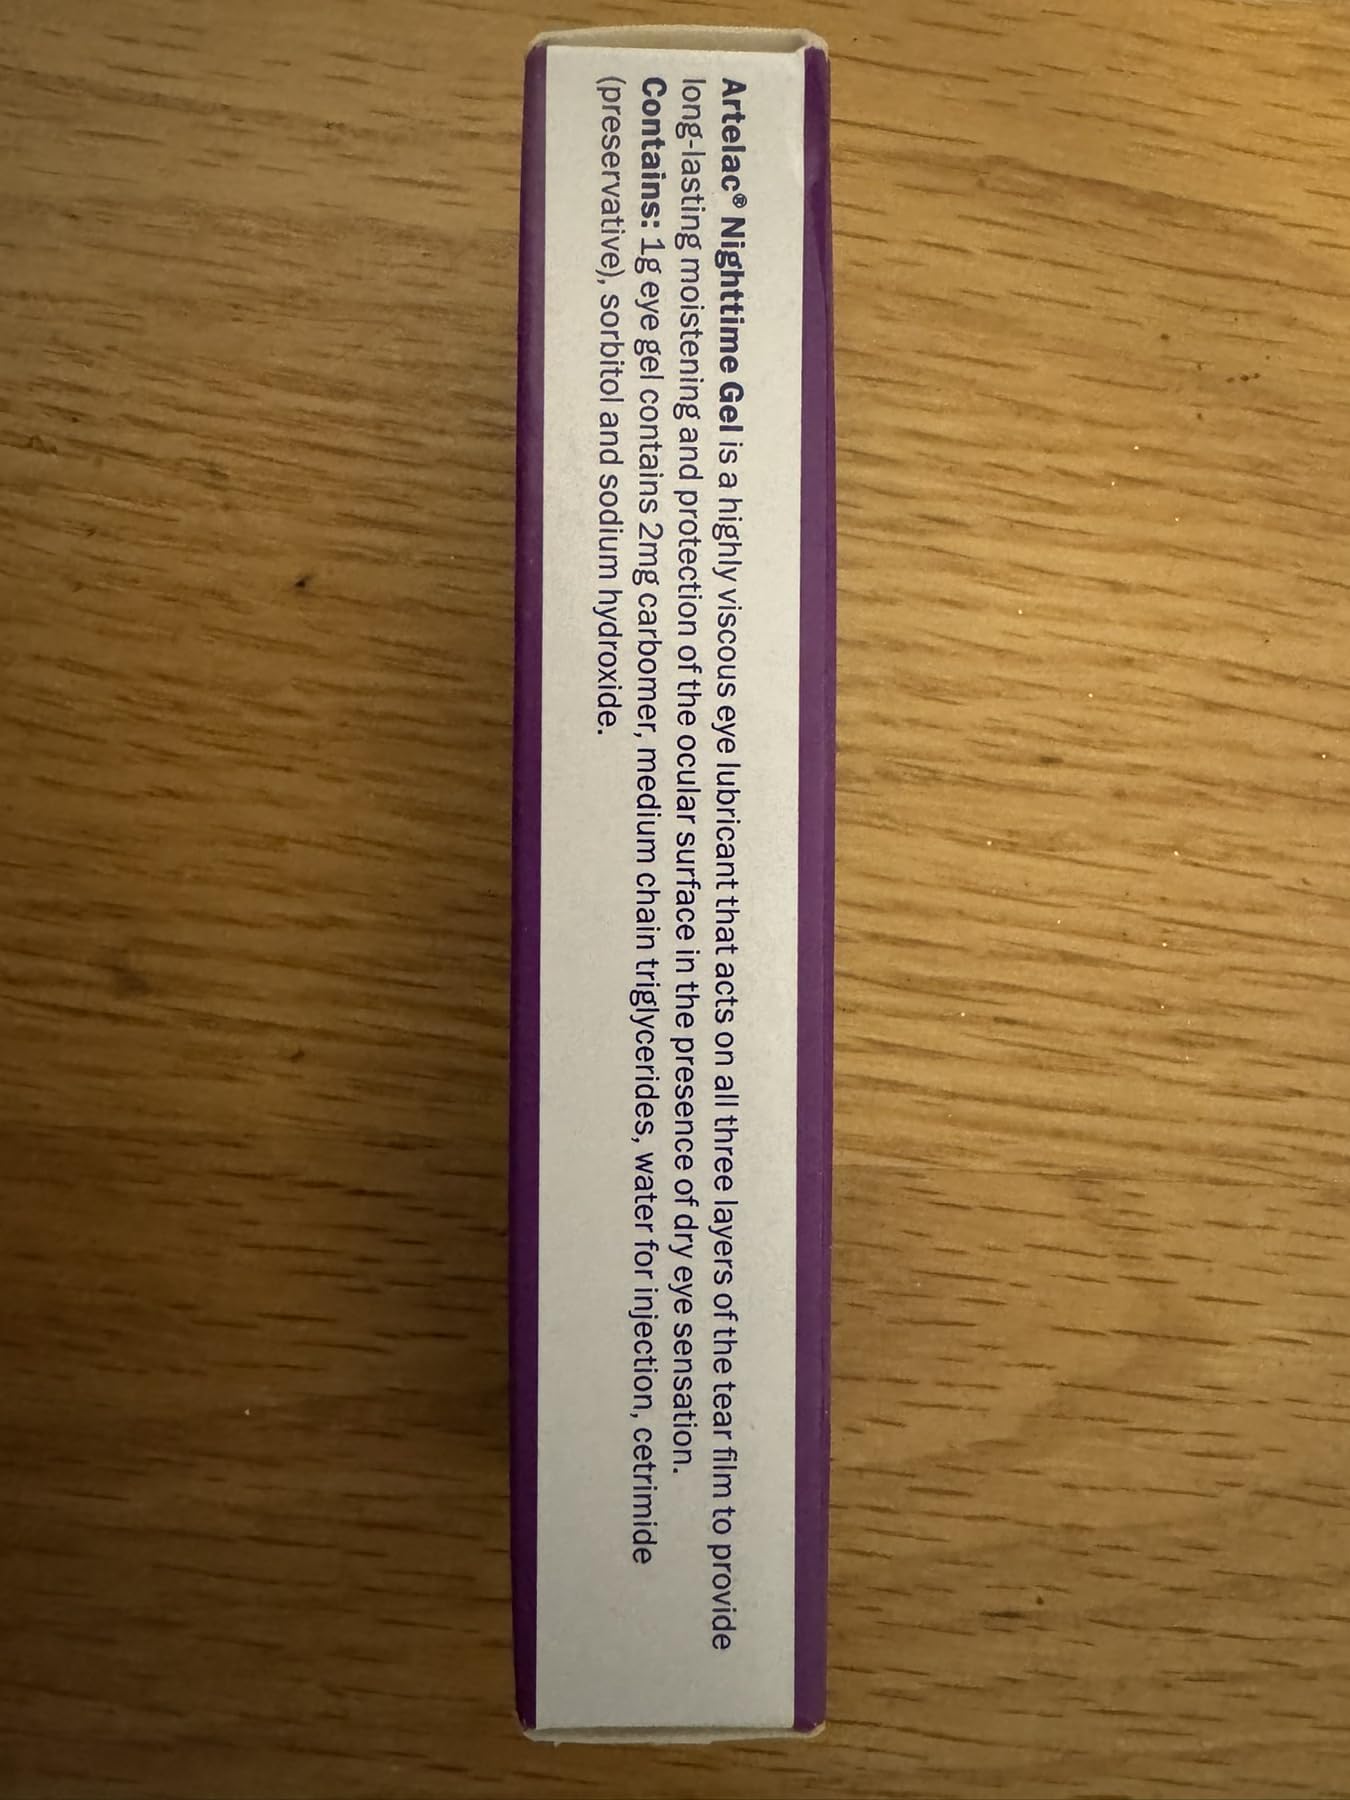 Artelac® Nighttime Gel is a highly viscous eye lubricant that acts on all three layers of the tear film to provide
long-lasting moistening and protection of the ocular surface in the presence of dry eye sensation.
Contains: 1g eye gel contains 2mg carbomer, medium chain triglycerides, water for injection, cetrimide
(preservative), sorbitol and sodium hydroxide.